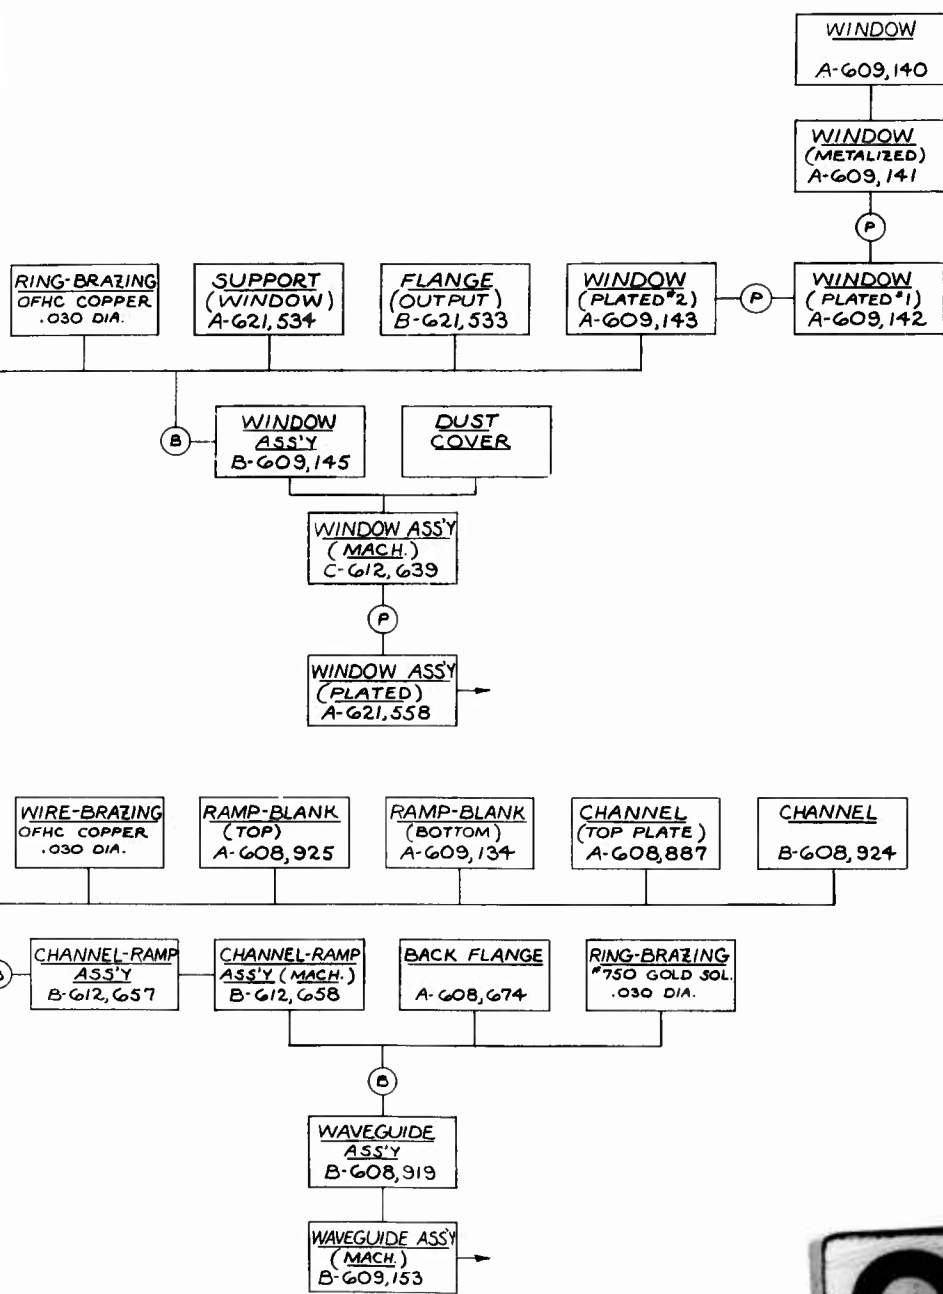 WINDOW
A-609,140
WINDOW
(METALIZED)
A-609,141
P
RING-BRAZING
OFHC COPPER
.030 DIA.
SUPPORT
(WINDOW)
A-621,534
FLANGE
(OUTPUT)
B-621,533
WINDOW
(PLATED #2)
A-609,143
P
WINDOW
(PLATED #1)
A-609,142
B
WINDOW
ASS'Y
B-609,145
DUST
COVER
WINDOW ASS'Y
(MACH.)
C-612,639
P
WINDOW ASS'Y
(PLATED)
A-621,558
WIRE-BRAZING
OFHC COPPER
.030 DIA.
RAMP-BLANK
(TOP)
A-608,925
RAMP-BLANK
(BOTTOM)
A-609,134
CHANNEL
(TOP PLATE)
A-608,887
CHANNEL
B-608,924
CHANNEL-RAMP
ASS'Y
B-612,657
CHANNEL-RAMP
ASS'Y (MACH.)
B-612,658
BACK FLANGE
A-608,674
RING-BRAZING
#750 GOLD SOL.
.030 DIA.
B
WAVEGUIDE
ASS'Y
B-608,919
WAVEGUIDE ASS'Y
(MACH.)
B-609,153